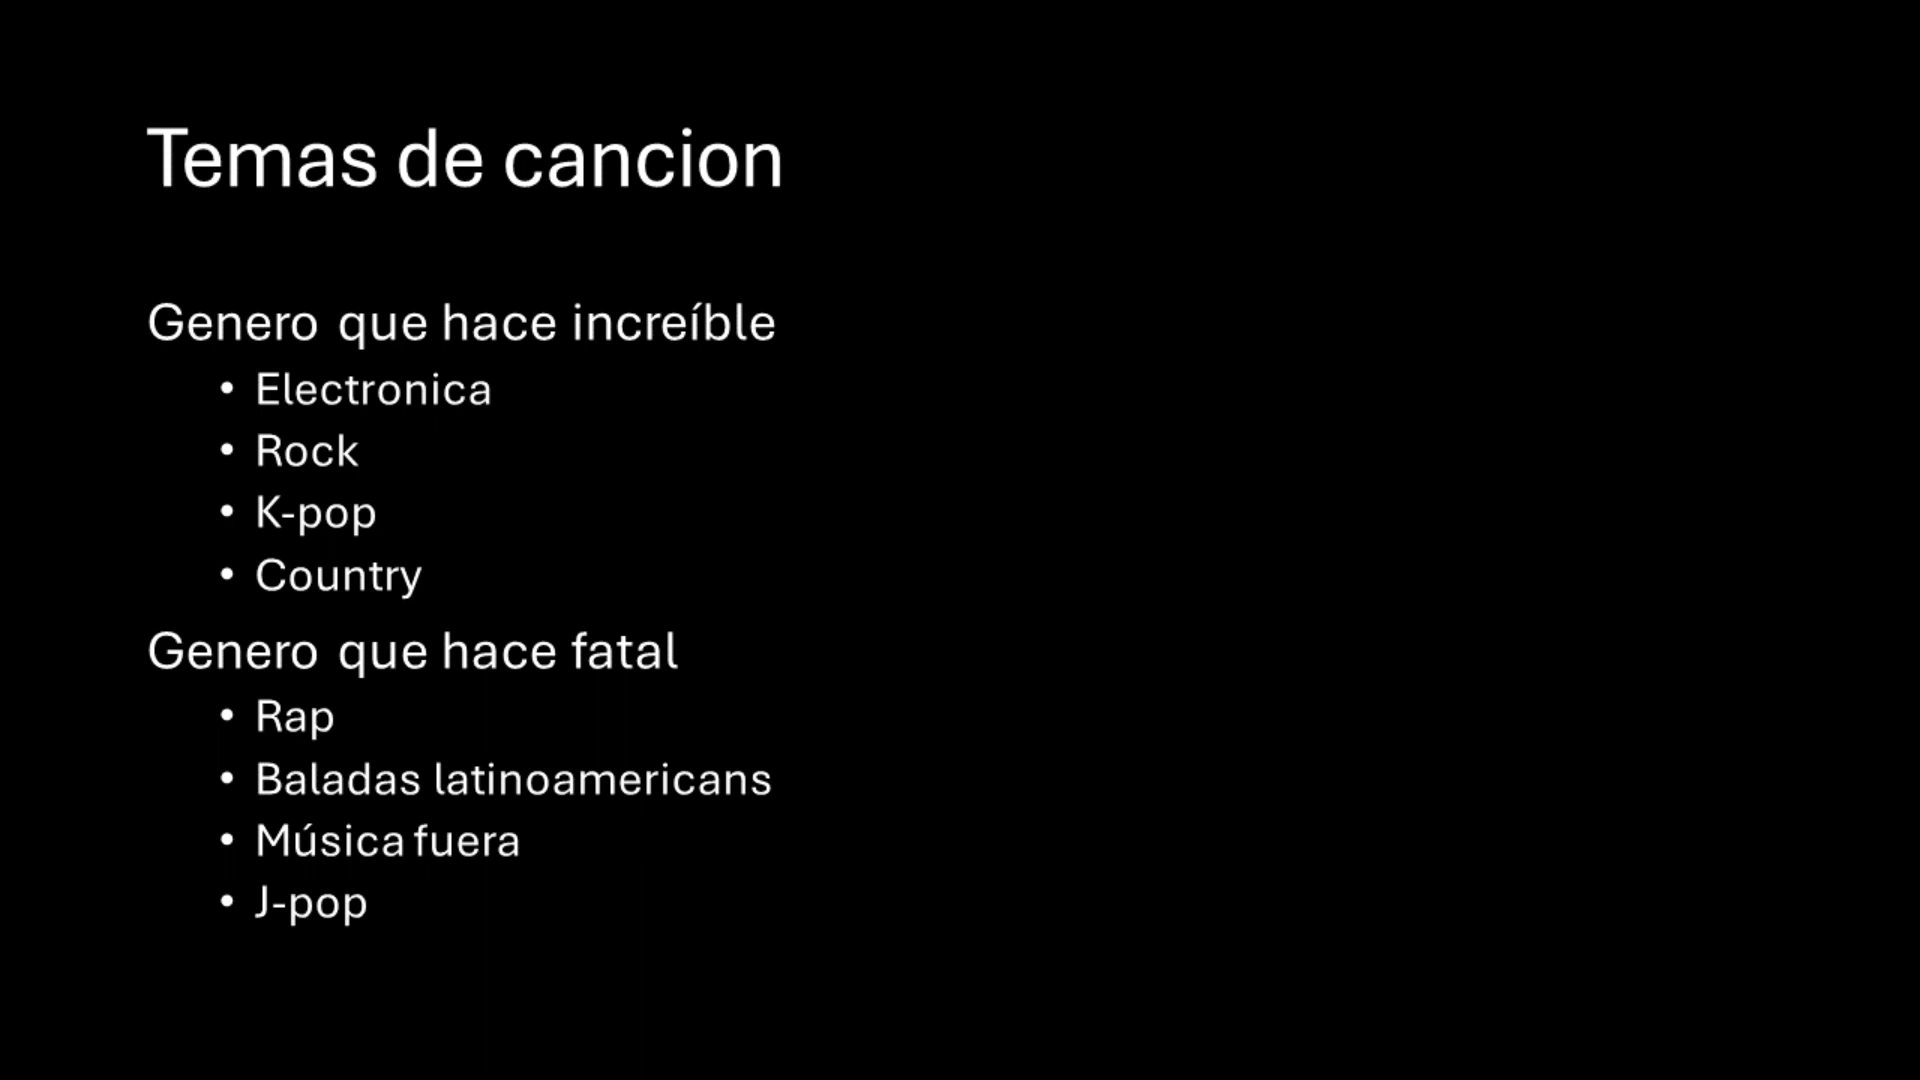 Temas de cancion
Genero que hace increíble
• Electronica
• Rock
• K-pop
• Country
Genero que hace fatal
• Rap
• Baladas latinoamericans
• Música fuera
• J-pop